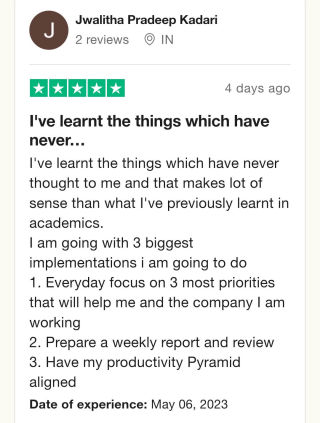 J
Jwalitha Pradeep Kadari
2 reviews IN
4 days ago
I've learnt the things which have
never...
I've learnt the things which have never
thought to me and that makes lot of
sense than what I've previously learnt in
academics.
I am going with 3 biggest
implementations i am going to do
1. Everyday focus on 3 most priorities
that will help me and the company I am
working
2. Prepare a weekly report and review
3. Have my productivity Pyramid
aligned
Date of experience: May 06, 2023